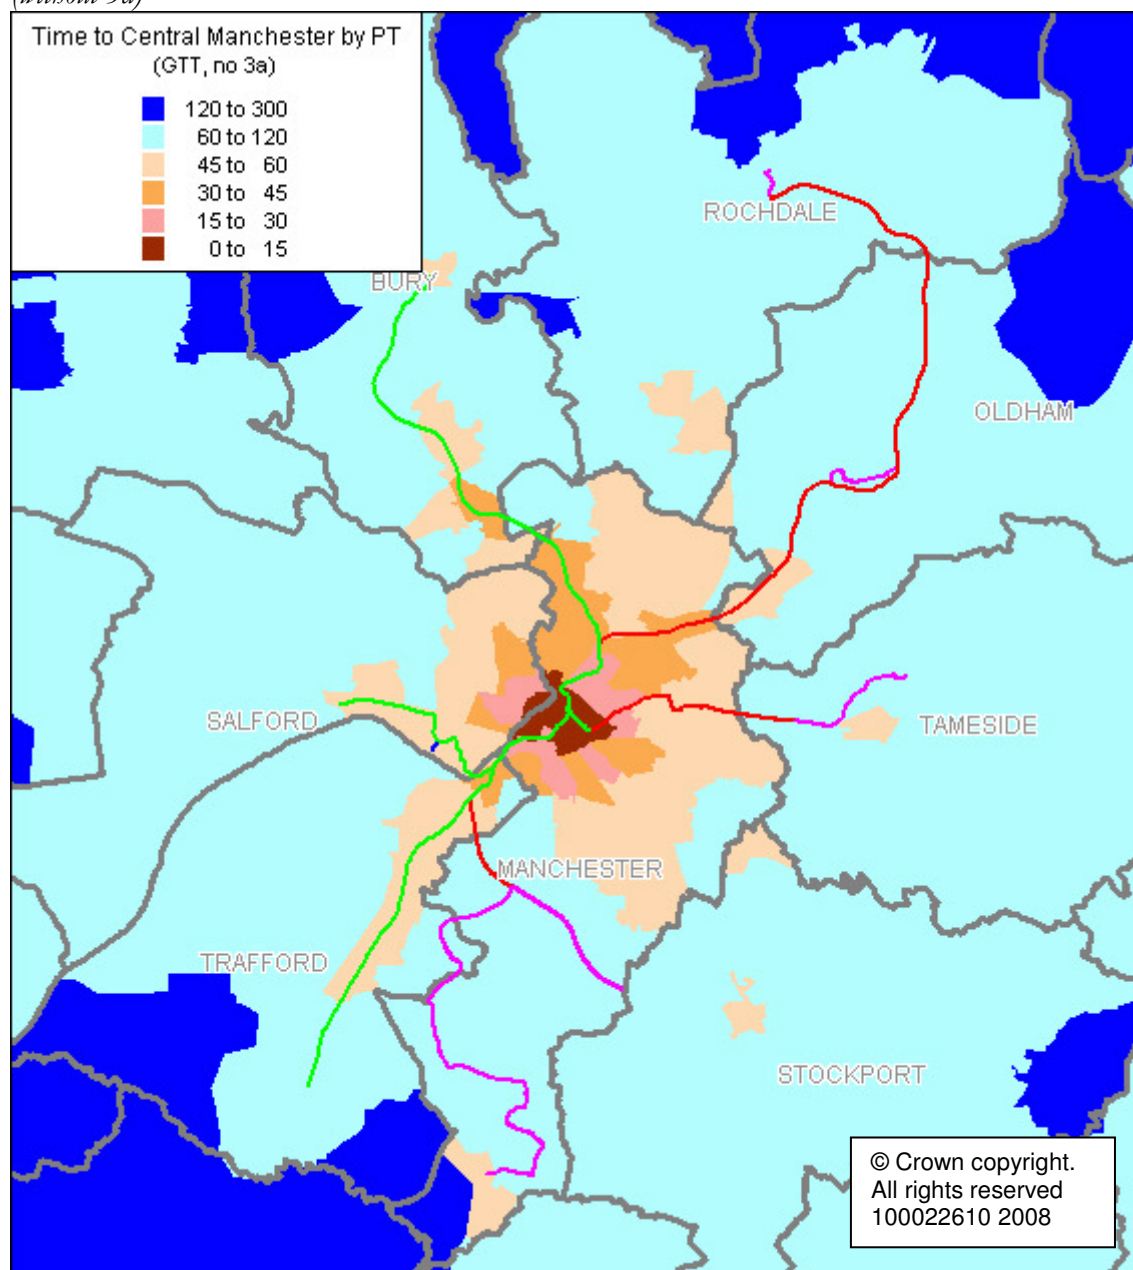 (without 3a)
Time to Central Manchester by PT
(GTT, no 3a)
120 to 300
60 to 120
45 to 60
30 to 45
15 to 30
0 to 15
ROCHDALE
BURY
OLDHAM
SALFORD
TAMESIDE
MANCHESTER
TRAFFORD
STOCKPORT
© Crown copyright.
All rights reserved
100022610 2008